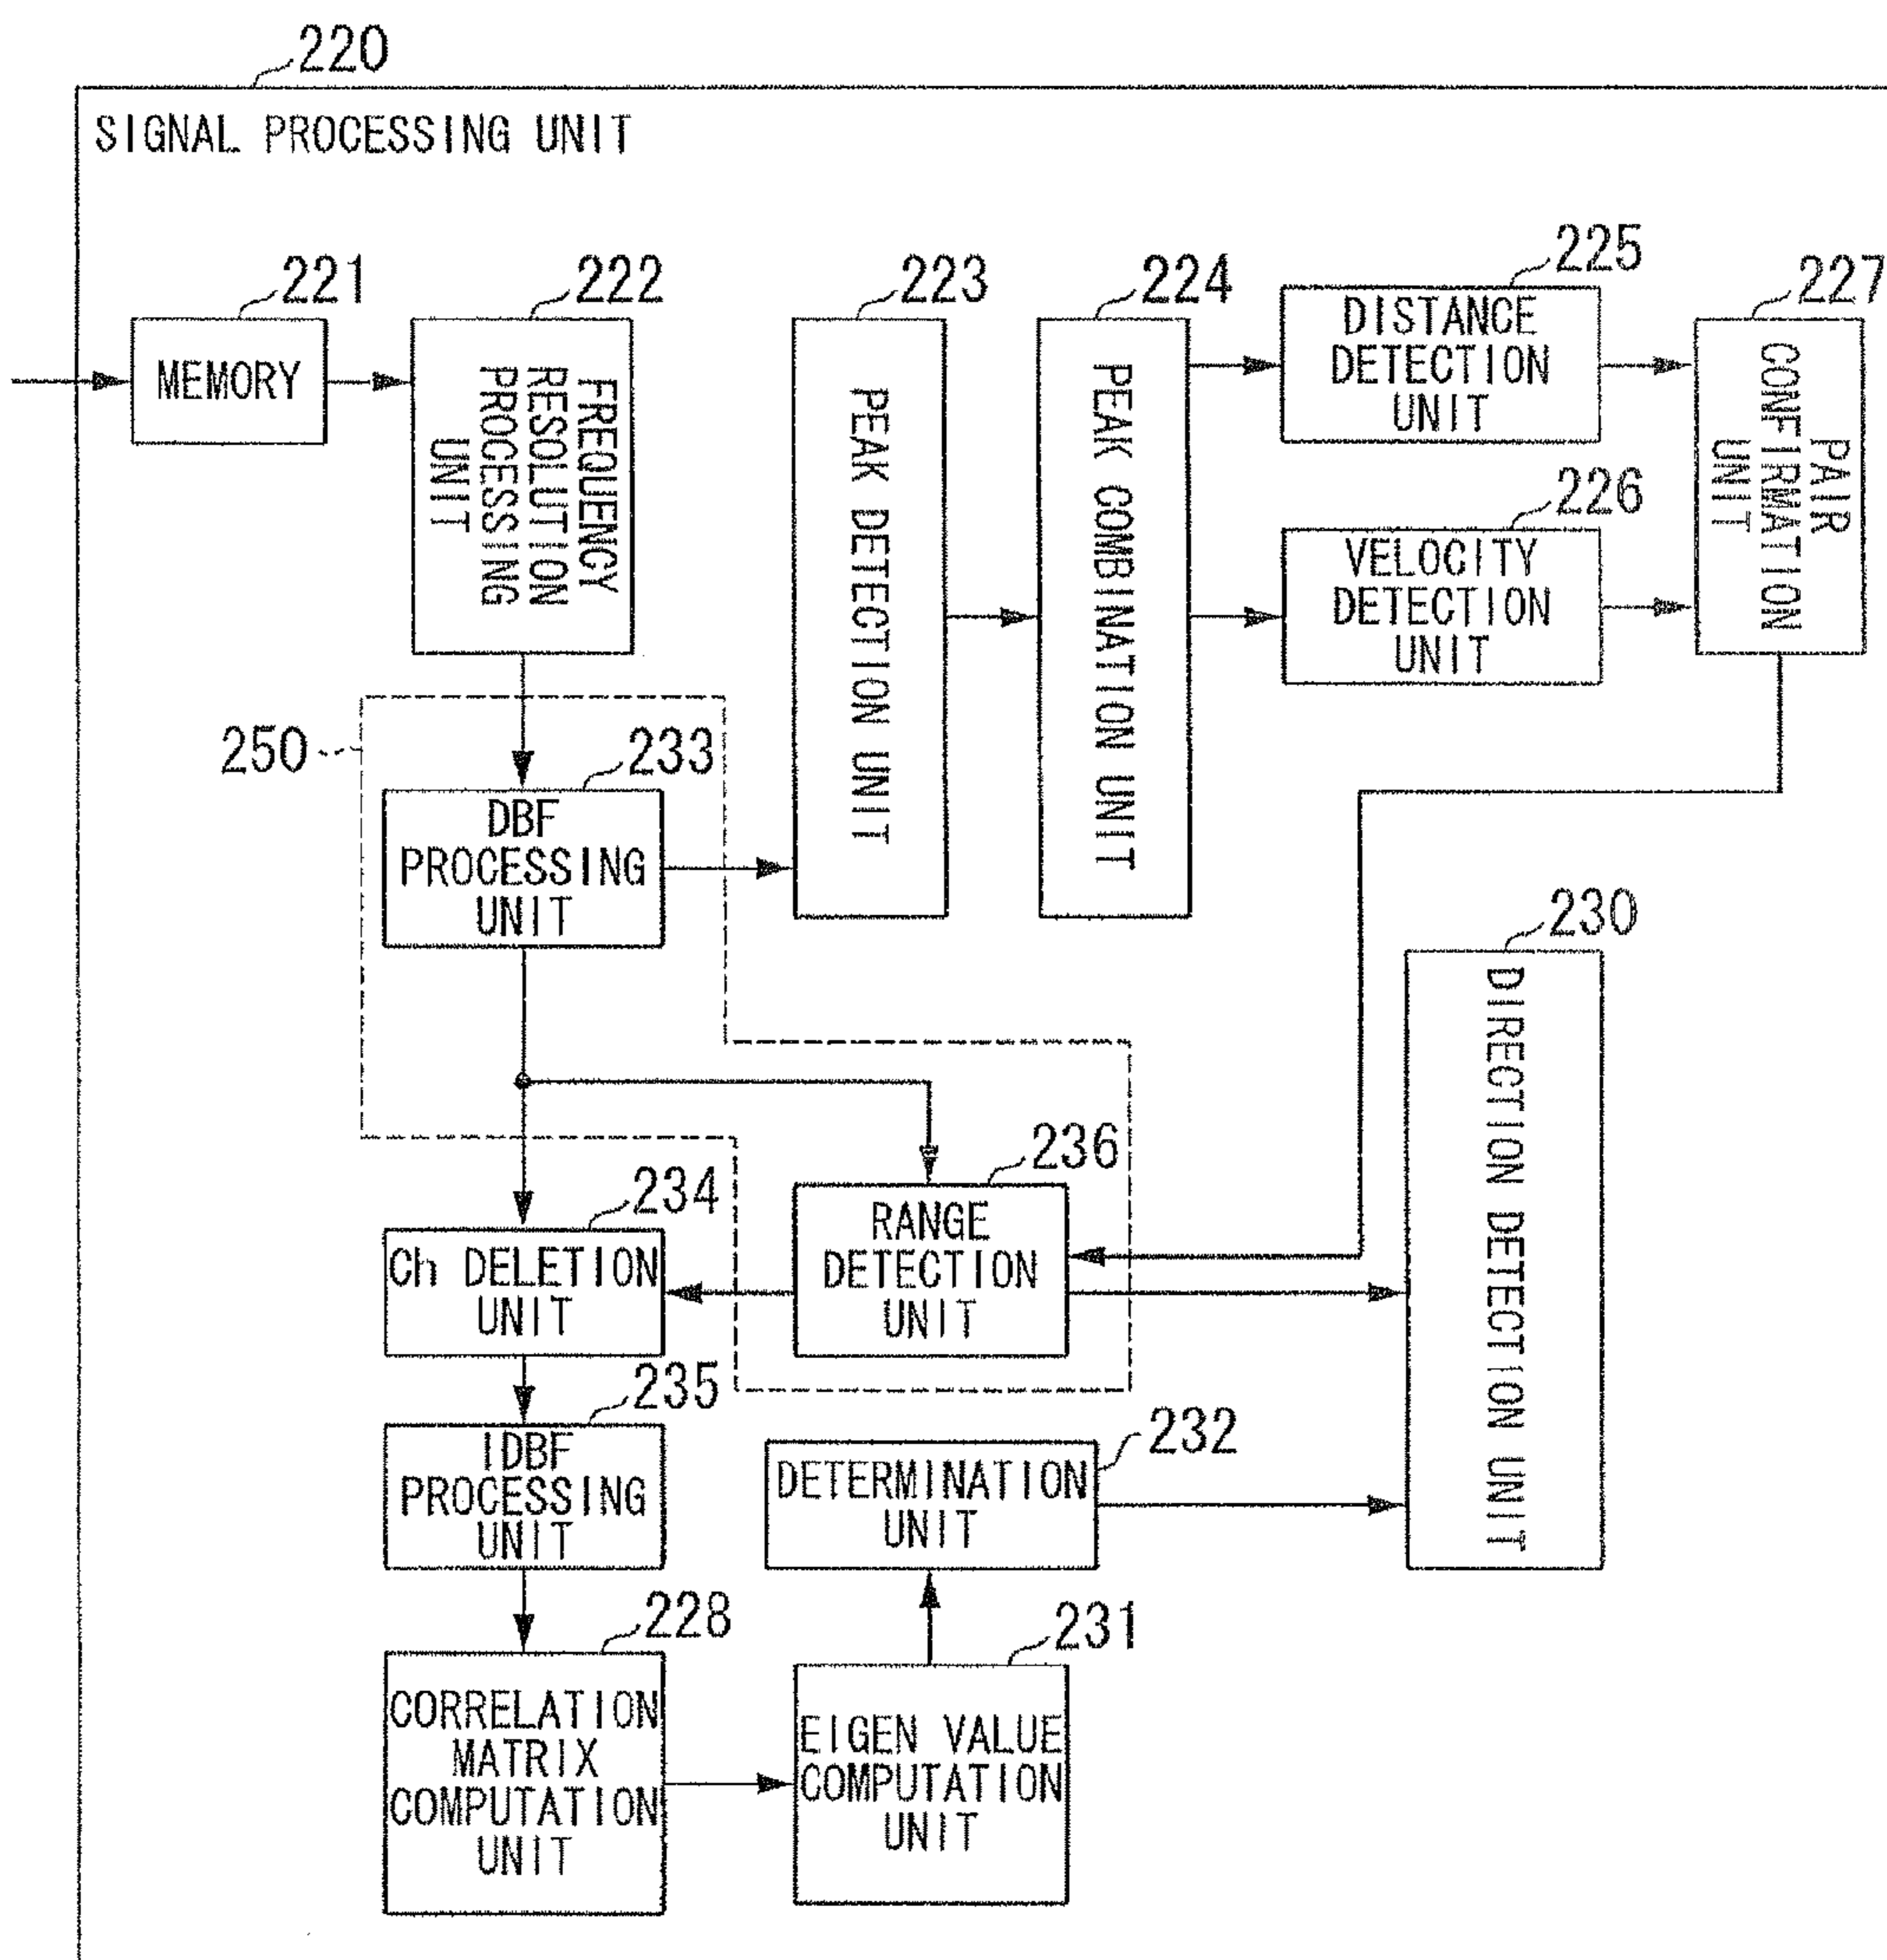 220
SIGNAL PROCESSING UNIT
221
MEMORY
222
FREQUENCY
RESOLUTION
PROCESSING
UNIT
223
PEAK DETECTION UNIT
224
PEAK COMBINATION UNIT
225
DISTANCE
DETECTION
UNIT
226
VELOCITY
DETECTION
UNIT
227
PAIR
CONFIRMATION
UNIT
250
233
DBF
PROCESSING
UNIT
230
DIRECTION DETECTION UNIT
234
Ch DELETION
UNIT
236
RANGE
DETECTION
UNIT
235
IDBF
PROCESSING
UNIT
232
DETERMINATION
UNIT
228
CORRELATION
MATRIX
COMPUTATION
UNIT
231
EIGEN VALUE
COMPUTATION
UNIT